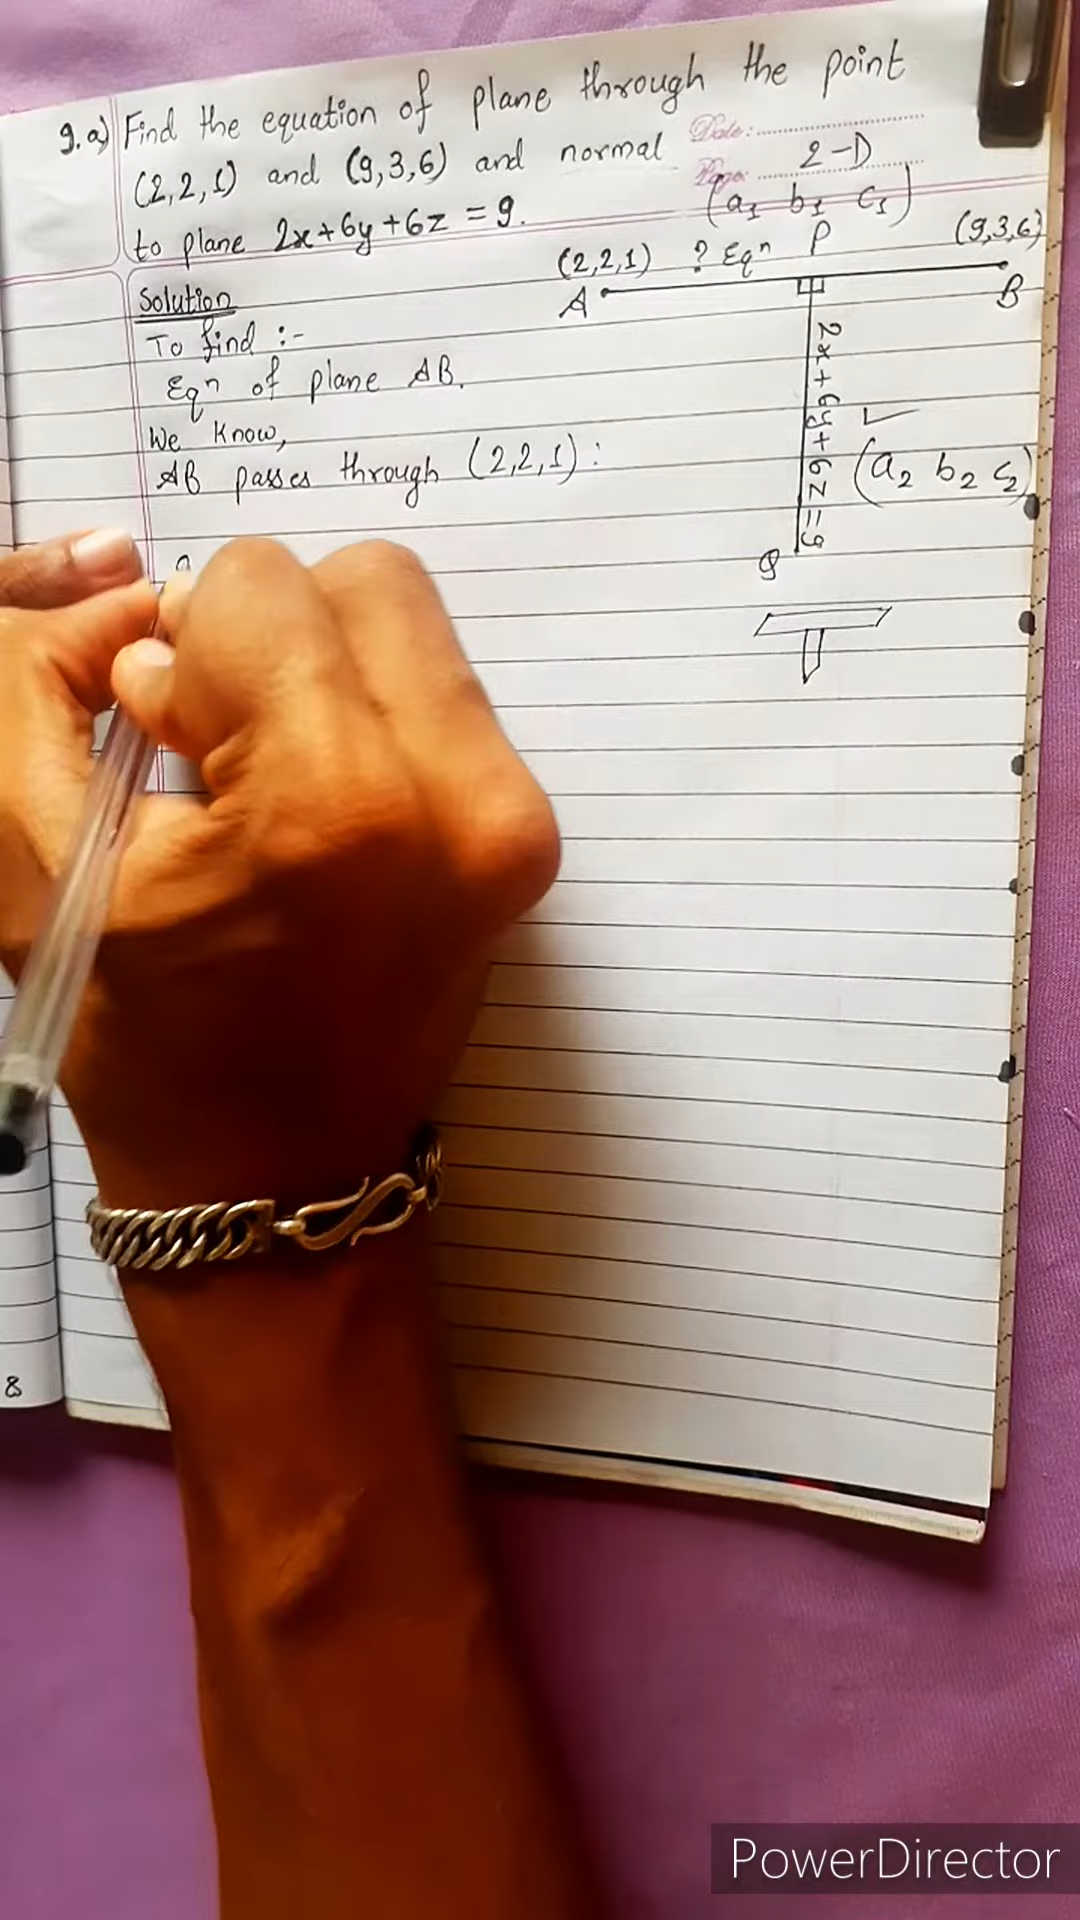 9.a) Find the equation of plane through the point
(2,2,1) and (9,3,6) and normal
to plane 2x+6y+6z = 9.
Date:
Page:
2-D
(a₁ b₁ c₁)
(2,2,1) ? Eqⁿ P (9,3,6)
A B
Solution
To find :-
Eqⁿ of plane AB.
We know,
AB passes through (2,2,1) :
2x+6y+6z=9
(a₂ b₂ c₂)
8
PowerDirector